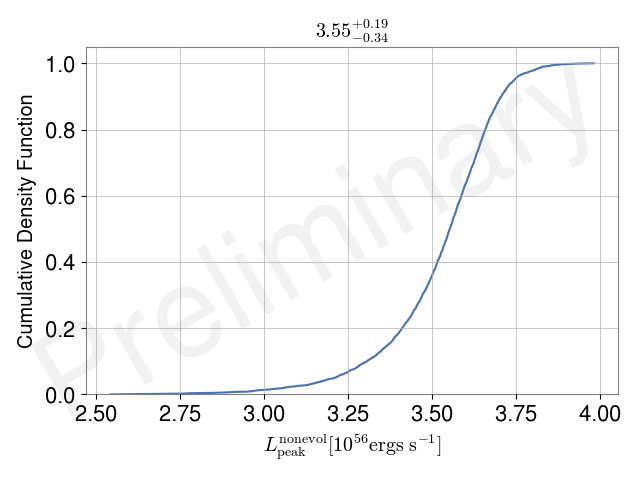 3.55^{+0.19}_{-0.34}
Cumulative Density Function
1.0
0.8
0.6
0.4
0.2
0.0
2.50 2.75 3.00 3.25 3.50 3.75 4.00
L_{peak}^{nonevol}[10^{56}ergs s^{-1}]
Preliminary